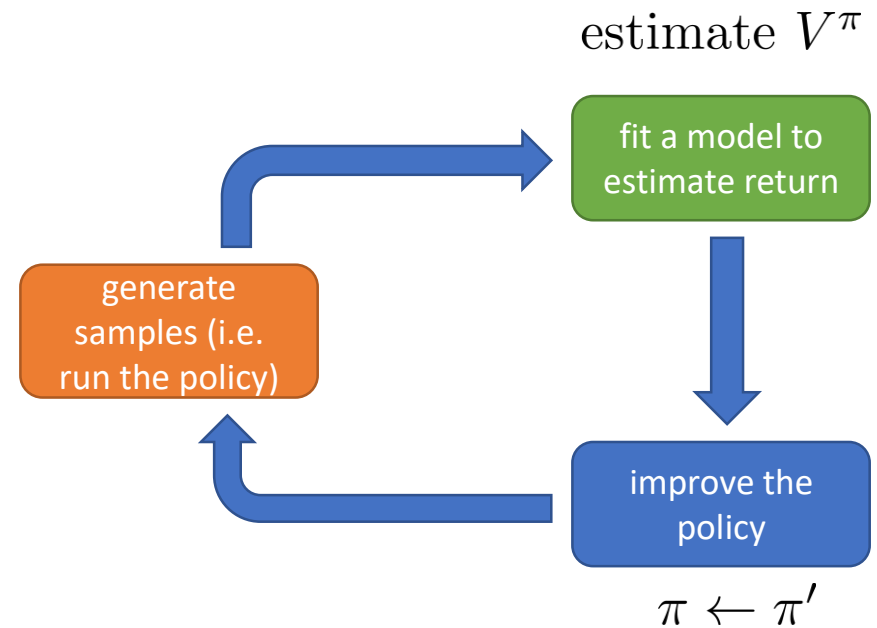 estimate V^π
fit a model to
estimate return
generate
samples (i.e.
run the policy)
improve the
policy
π ← π′